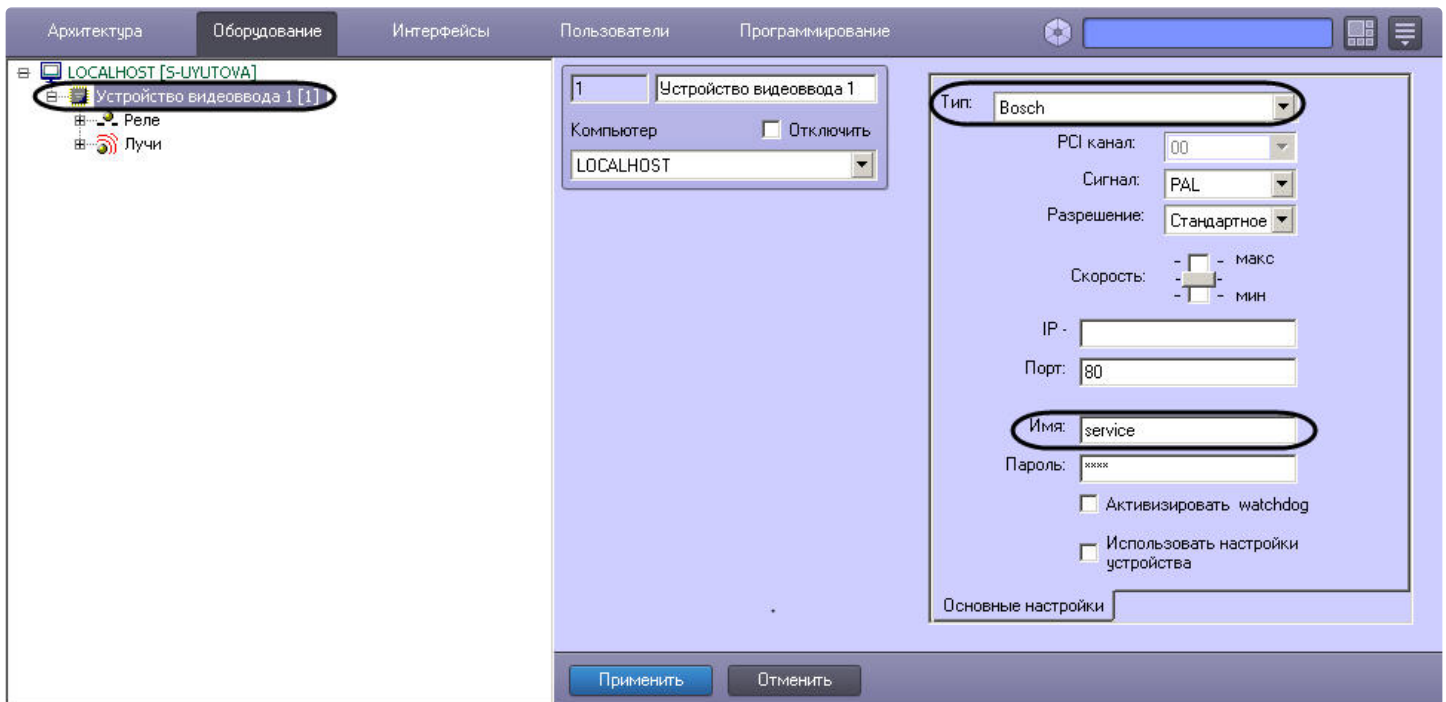 Архитектура Оборудование Интерфейсы Пользователи Программирование
LOCALHOST [S-UYUTOVA]
Устройство видеоввода 1 [1]
Реле
Лучи
1 Устройство видеоввода 1
Компьютер Отключить
LOCALHOST
Тип: Bosch
PCI канал: 00
Сигнал: PAL
Разрешение: Стандартное
- - макс
Скорость: - -
- - мин
IP -
Порт: 80
Имя: service
Пароль: ××××
Активизировать watchdog
Использовать настройки
устройства
Основные настройки
Применить Отменить